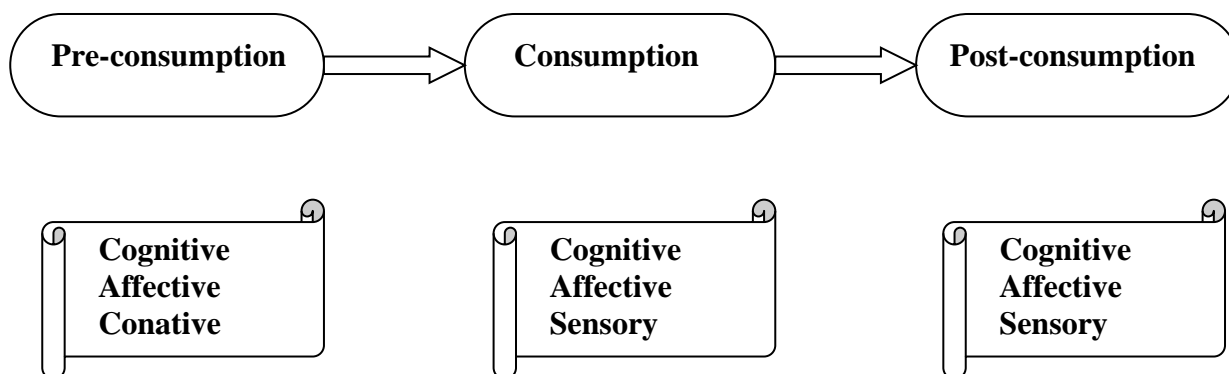 Pre-consumption
Consumption
Post-consumption
Cognitive
Affective
Conative
Cognitive
Affective
Sensory
Cognitive
Affective
Sensory